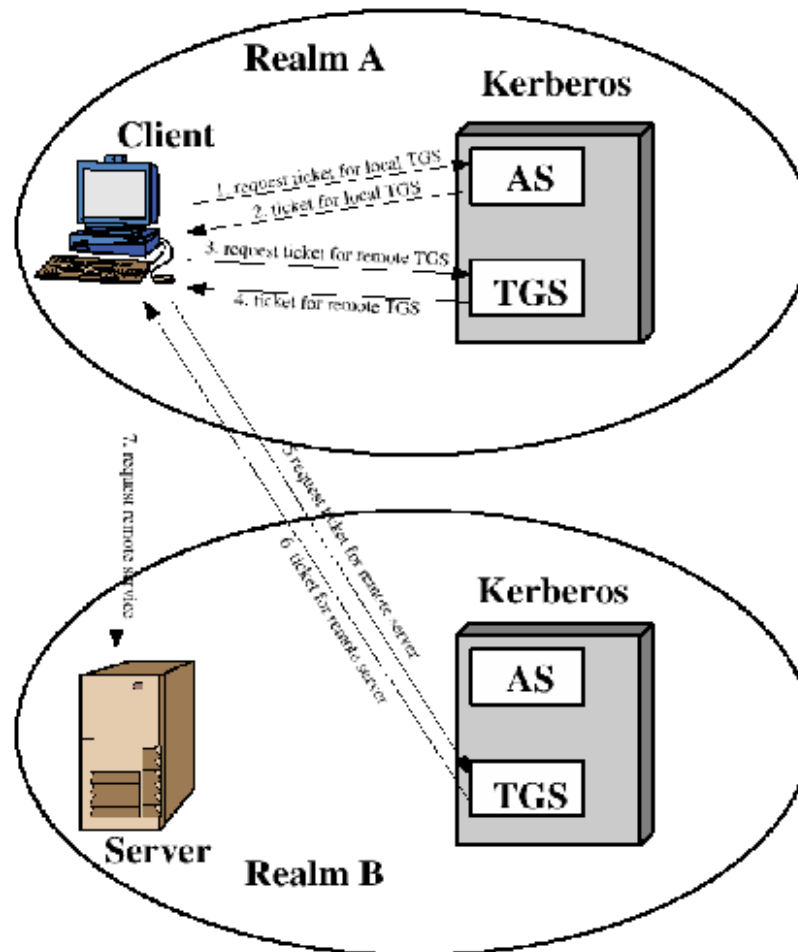 Realm A
Kerberos
Client
AS
1. request ticket for local TGS
2. ticket for local TGS
3. request ticket for remote TGS
TGS
4. ticket for remote TGS
5 request ticket for remote server
6. ticket for remote server
7. request remote service
Kerberos
AS
TGS
Server
Realm B